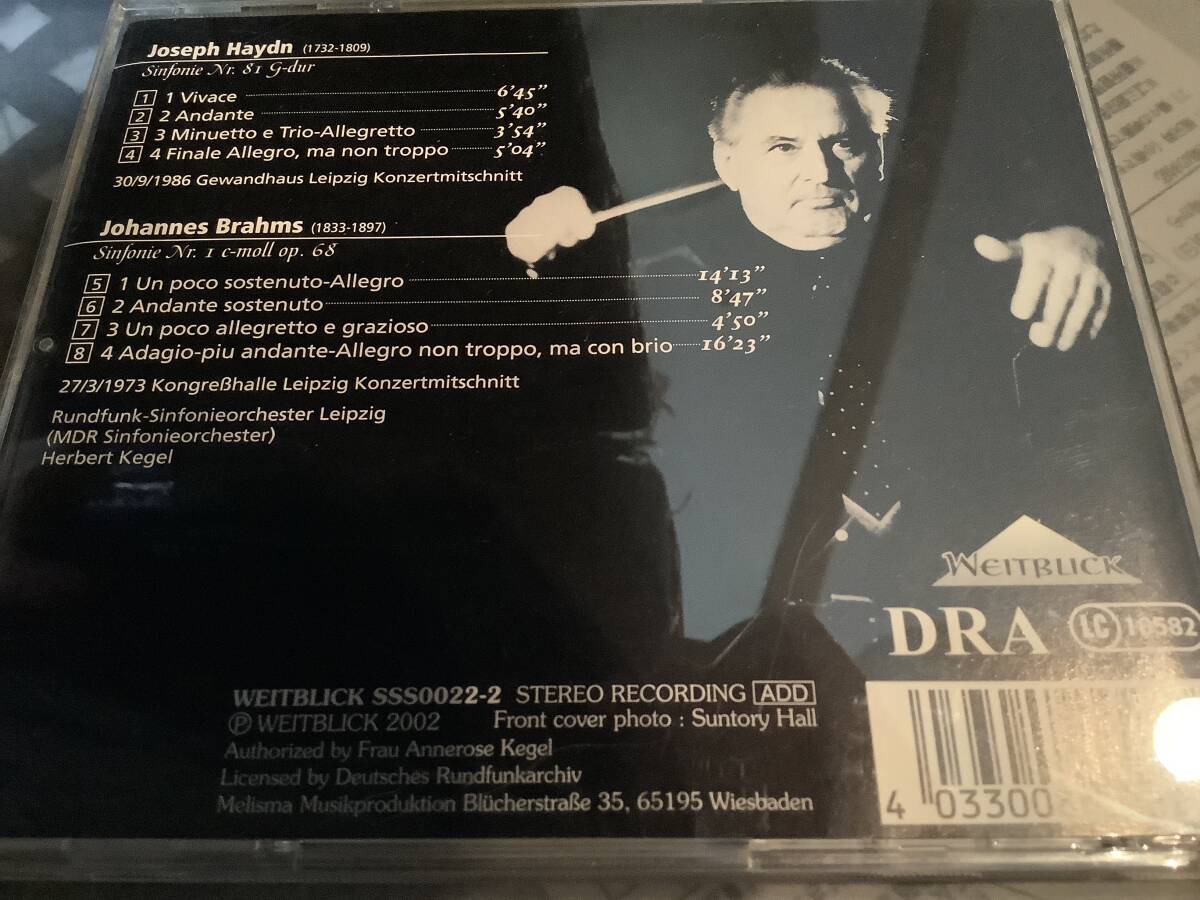 Joseph Haydn (1732-1809)
Sinfonie Nr. 81 G-dur
1 1 Vivace 6'45"
2 2 Andante 5'40"
3 3 Minuetto e Trio-Allegretto 3'54"
4 4 Finale Allegro, ma non troppo 5'04"
30/9/1986 Gewandhaus Leipzig Konzertmitschnitt
Johannes Brahms (1833-1897)
Sinfonie Nr. 1 c-moll op. 68
5 1 Un poco sostenuto-Allegro 14'13"
6 2 Andante sostenuto 8'47"
7 3 Un poco allegretto e grazioso 4'50"
8 4 Adagio-piu andante-Allegro non troppo, ma con brio 16'23"
27/3/1973 Kongreßhalle Leipzig Konzertmitschnitt
Rundfunk-Sinfonieorchester Leipzig
(MDR Sinfonieorchester)
Herbert Kegel
WEITBLICK
DRA LC 10582
WEITBLICK SSS0022-2 STEREO RECORDING ADD
℗ WEITBLICK 2002 Front cover photo : Suntory Hall
Authorized by Frau Annerose Kegel
Licensed by Deutsches Rundfunkarchiv
Melisma Musikproduktion Blücherstraße 35, 65195 Wiesbaden
4 03300